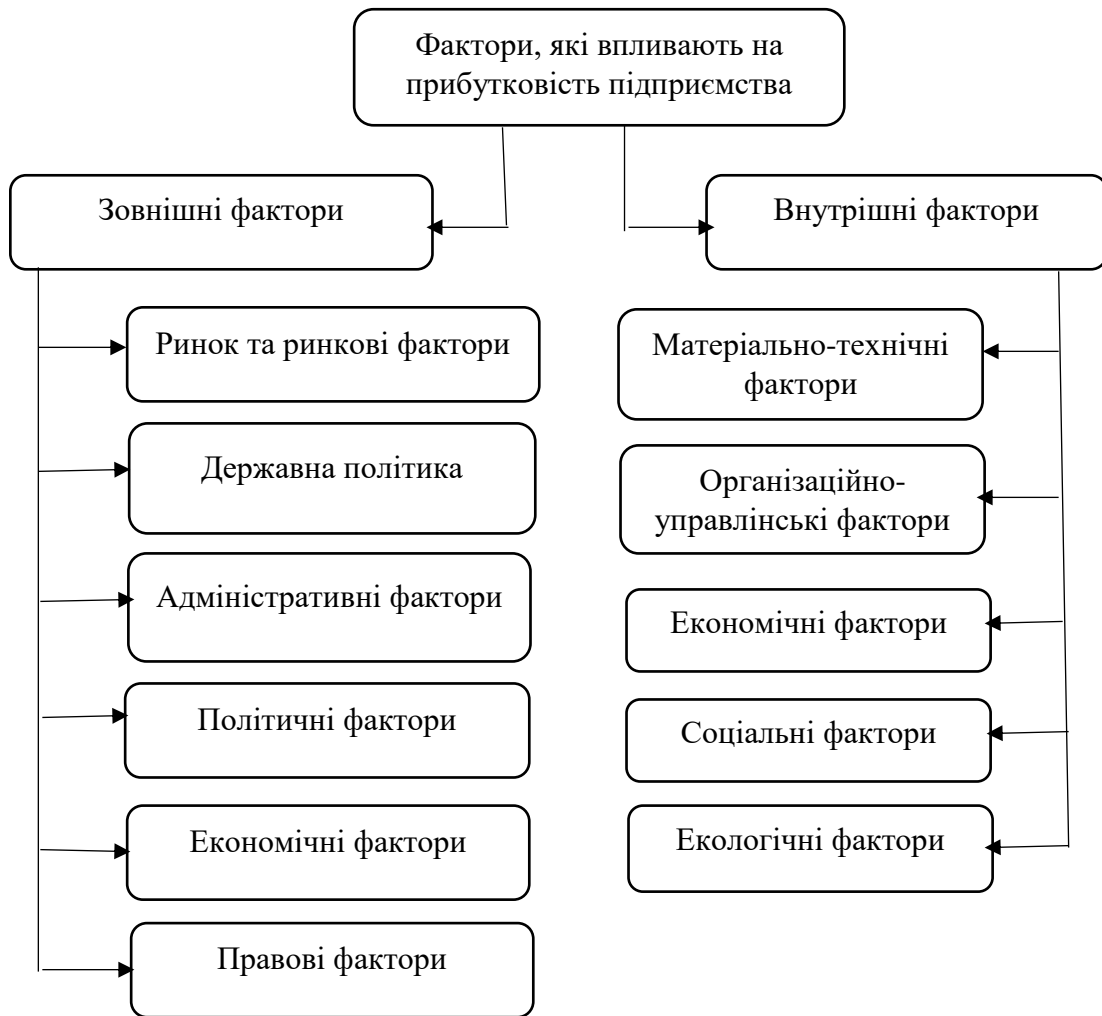 Фактори, які впливають на
прибутковість підприємства
Зовнішні фактори
Ринок та ринкові фактори
Державна політика
Адміністративні фактори
Політичні фактори
Економічні фактори
Правові фактори
Внутрішні фактори
Матеріально-технічні
фактори
Організаційно-
управлінські фактори
Економічні фактори
Соціальні фактори
Екологічні фактори